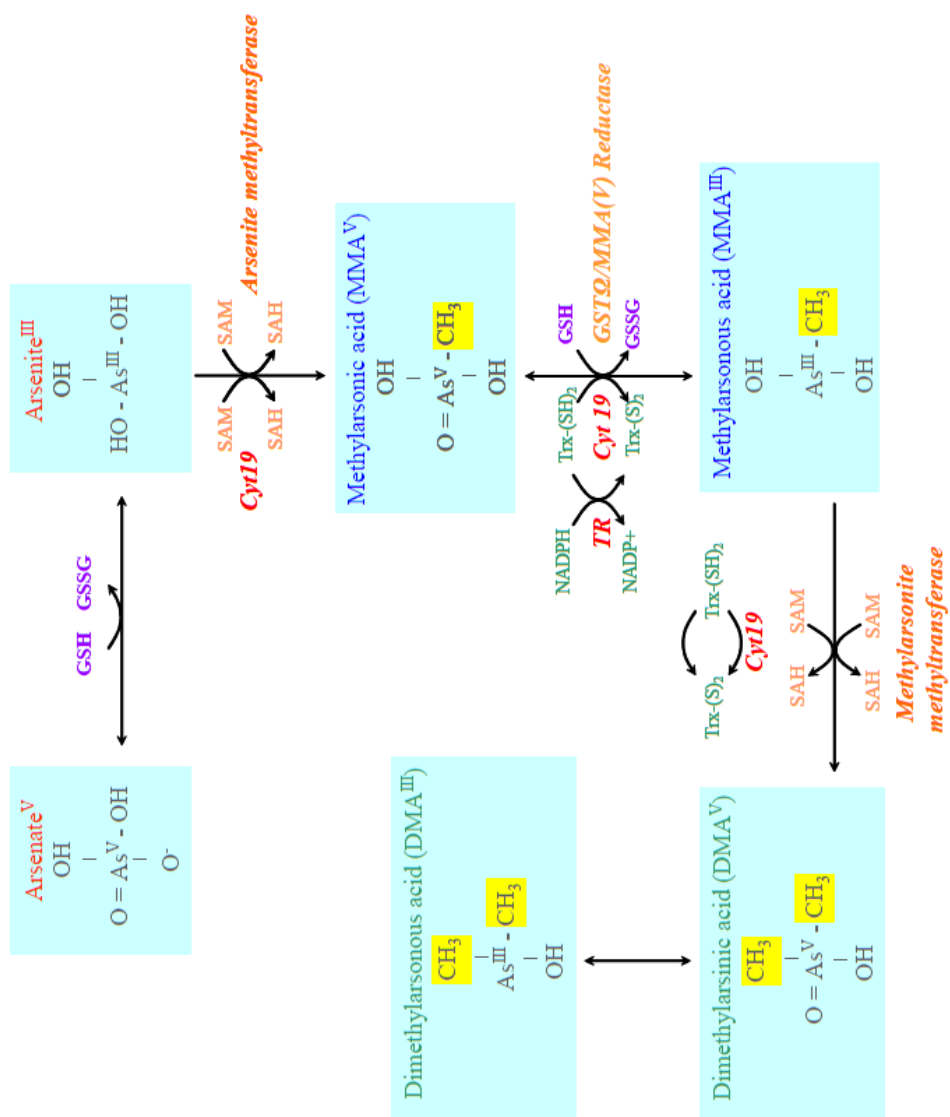 Arsenate^V
OH
O = As^V - OH
O^-
GSH GSSG
Arsenite^III
OH
HO - As^III - OH
SAM SAM
Cyt19 Arsenite methyltransferase
SAH SAH
Methylarsonic acid (MMA^V)
OH
O = As^V - CH₃
OH
NADPH Trx-(SH)₂ GSH
TR Cyt 19 GSTΩ/MMA(V) Reductase
NADP+ Trx-(S)₂ GSSG
Methylarsonous acid (MMA^III)
OH
As^III - CH₃
OH
Trx-(S)₂ Trx-(SH)₂
Cyt19
SAH SAM
SAH SAM
Methylarsonite
methyltransferase
Dimethylarsonous acid (DMA^III)
CH₃
As^III - CH₃
OH
Dimethylarsinic acid (DMA^V)
CH₃
O = As^V - CH₃
OH